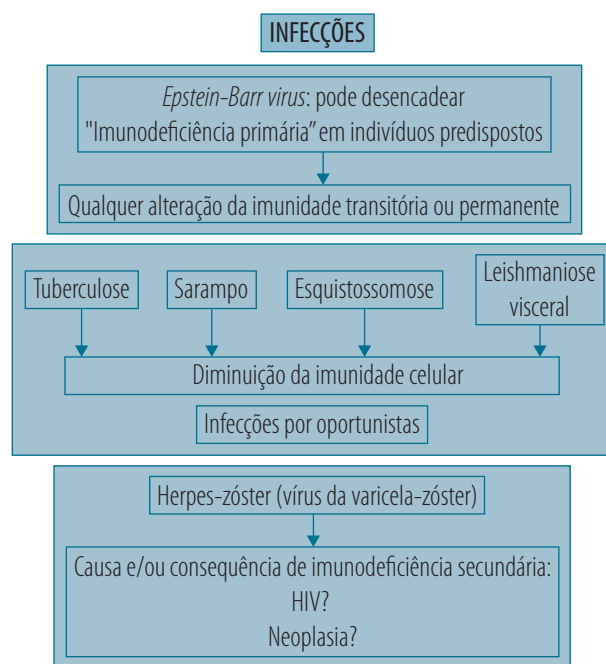 INFECÇÕES
Epstein-Barr virus: pode desencadear
"Imunodeficiência primária” em indivíduos predispostos
Qualquer alteração da imunidade transitória ou permanente
Tuberculose
Sarampo
Esquistossomose
Leishmaniose
visceral
Diminuição da imunidade celular
Infecções por oportunistas
Herpes-zóster (vírus da varicela-zóster)
Causa e/ou consequência de imunodeficiência secundária:
HIV?
Neoplasia?